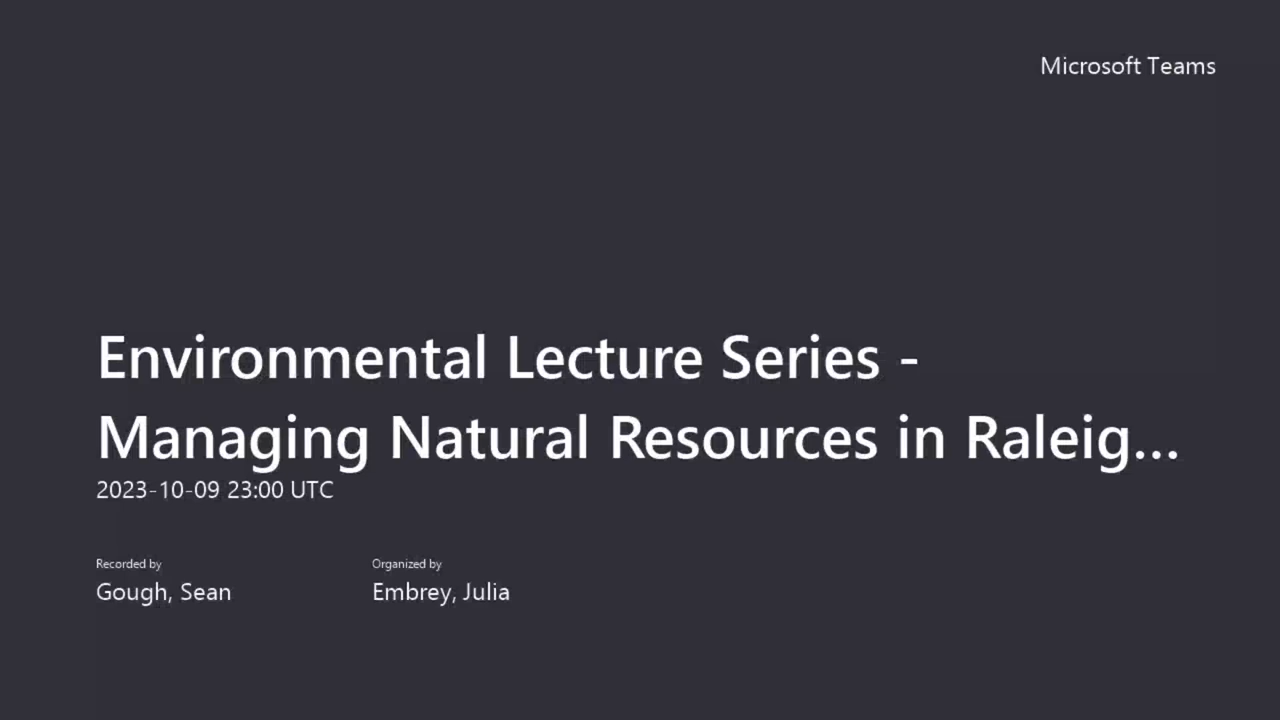 Microsoft Teams
Environmental Lecture Series -
Managing Natural Resources in Raleig...
2023-10-09 23:00 UTC
Recorded by
Gough, Sean
Organized by
Embrey, Julia